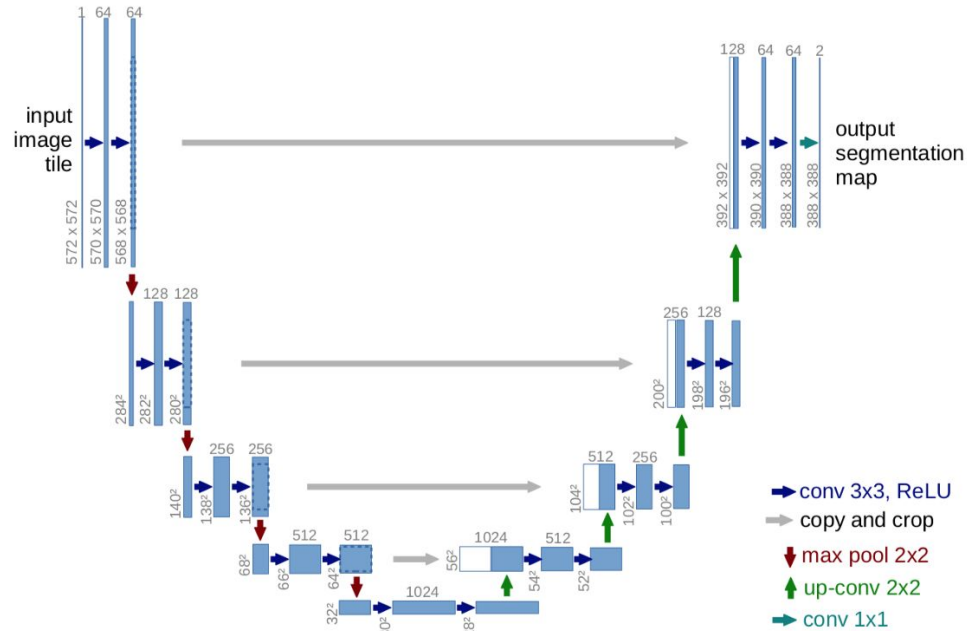 1 64 64
128 64 64 2
input
image
tile
output
segmentation
map
572 x 572
570 x 570
568 x 568
392 x 392
390 x 390
388 x 388
388 x 388
128 128
256 128
284²
282²
280²
200²
198²
196²
256 256
512 256
140²
138²
136²
104²
102²
100²
512 512
1024 512
68²
66²
64²
56²
54²
52²
1024
32²
conv 3x3, ReLU
copy and crop
max pool 2x2
up-conv 2x2
conv 1x1